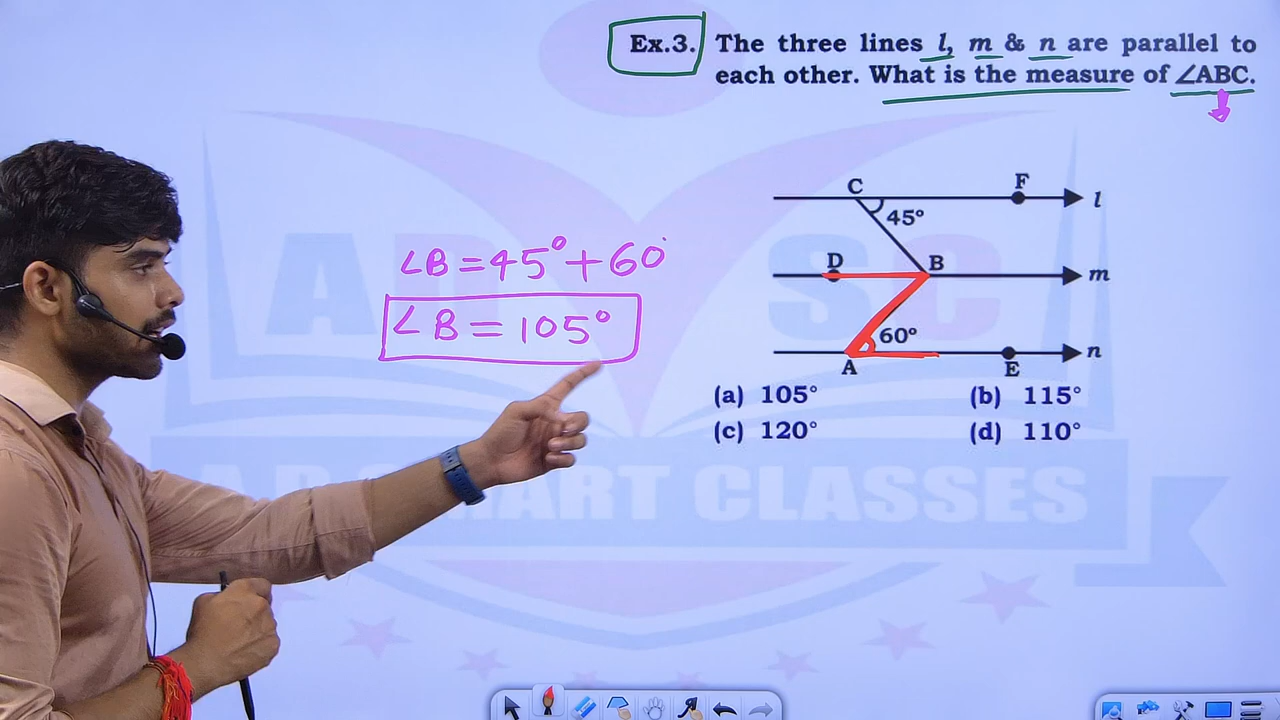 Ex.3. The three lines l, m & n are parallel to
each other. What is the measure of ∠ABC.
C F l
45°
D B m
60°
A E n
∠B = 45° + 60°
∠B = 105°
(a) 105° (b) 115°
(c) 120° (d) 110°
SMART CLASSES